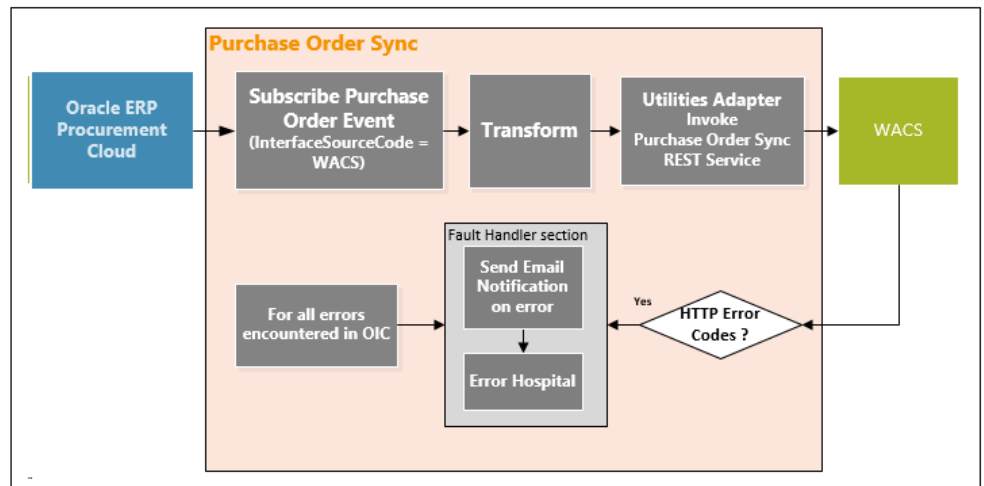 Purchase Order Sync
Oracle ERP
Procurement
Cloud
Subscribe Purchase
Order Event
(InterfaceSourceCode =
WACS)
Transform
Utilities Adapter
Invoke
Purchase Order Sync
REST Service
WACS
Fault Handler section
Send Email
Notification
on error
Error Hospital
For all errors
encountered in OIC
Yes
HTTP Error
Codes ?